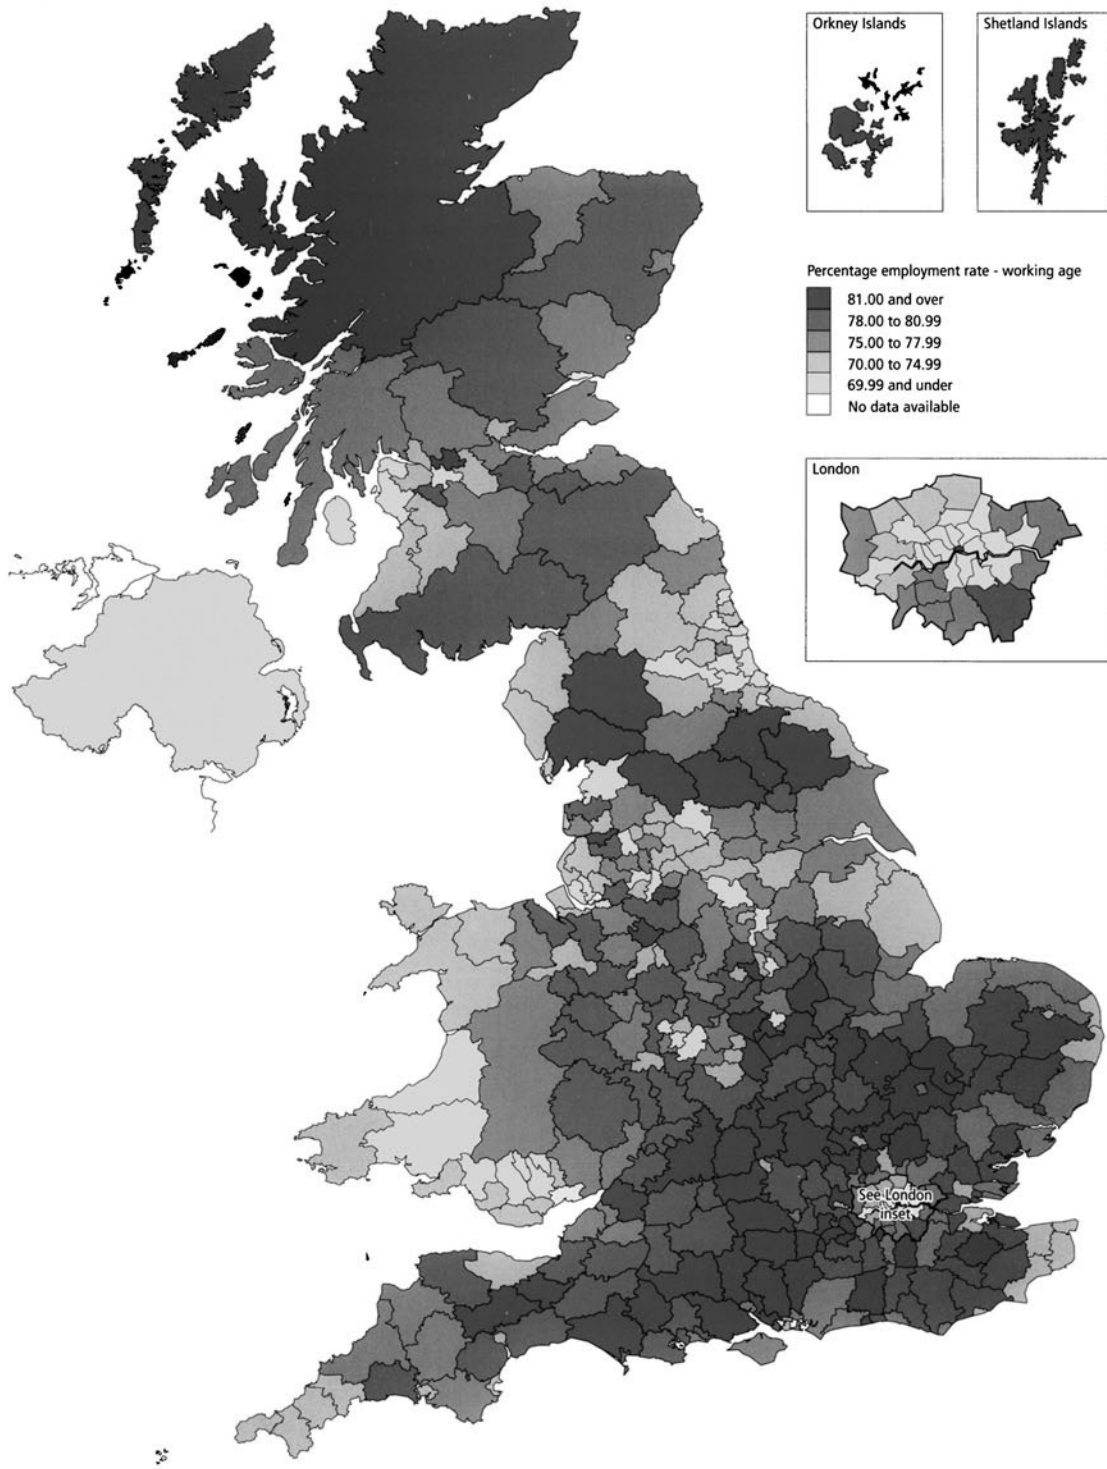 Orkney Islands
Shetland Islands
Percentage employment rate - working age
81.00 and over
78.00 to 80.99
75.00 to 77.99
70.00 to 74.99
69.99 and under
No data available
London
See London
inset